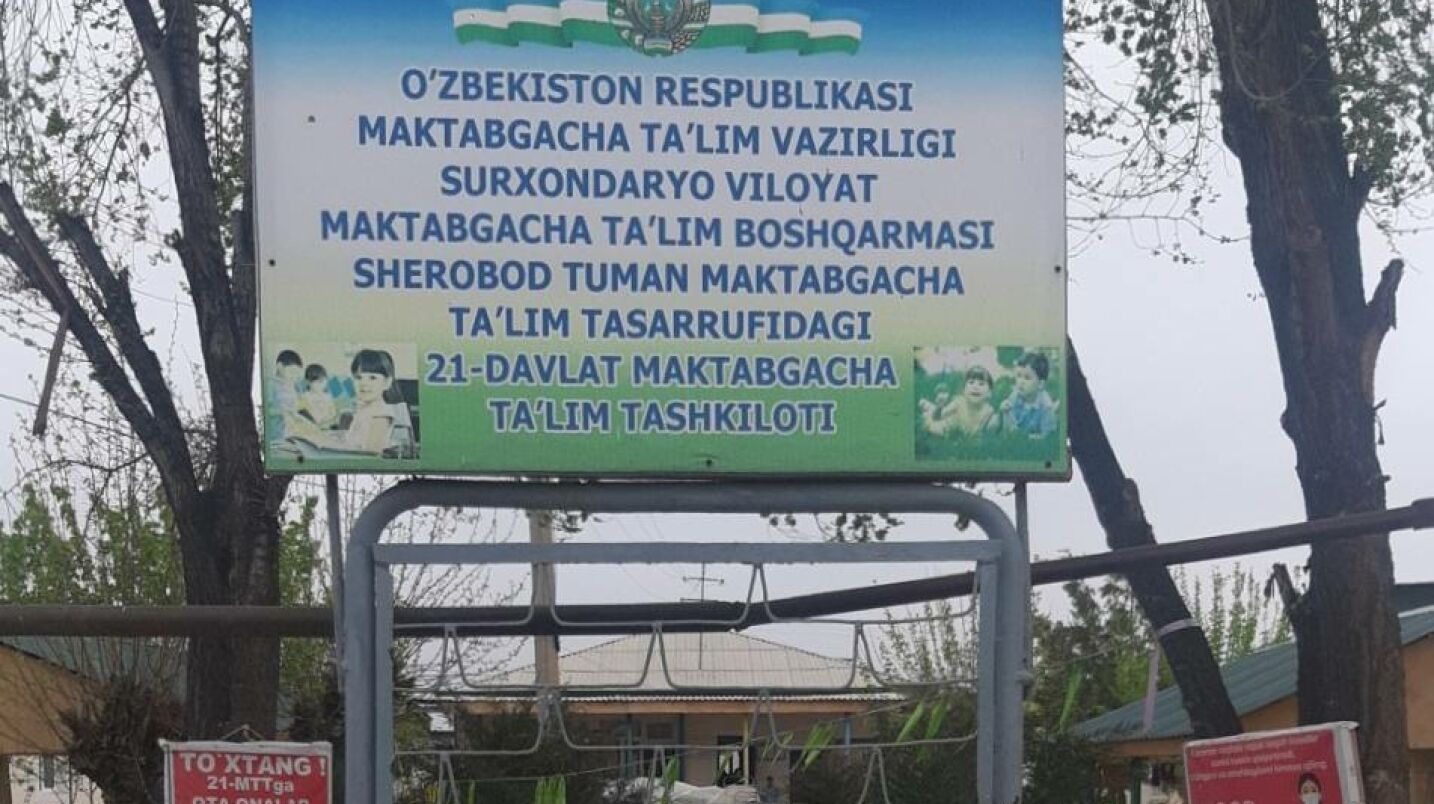 O'ZBEKISTON RESPUBLIKASI
MAKTABGACHA TA'LIM VAZIRLIGI
SURXONDARYO VILOYAT
MAKTABGACHA TA'LIM BOSHQARMASI
SHEROBOD TUMAN MAKTABGACHA
TA'LIM TASARRUFIDAGI
21-DAVLAT MAKTABGACHA
TA'LIM TASHKILOTI
TO`XTANG !
21-MTTga
OTA ONALAR